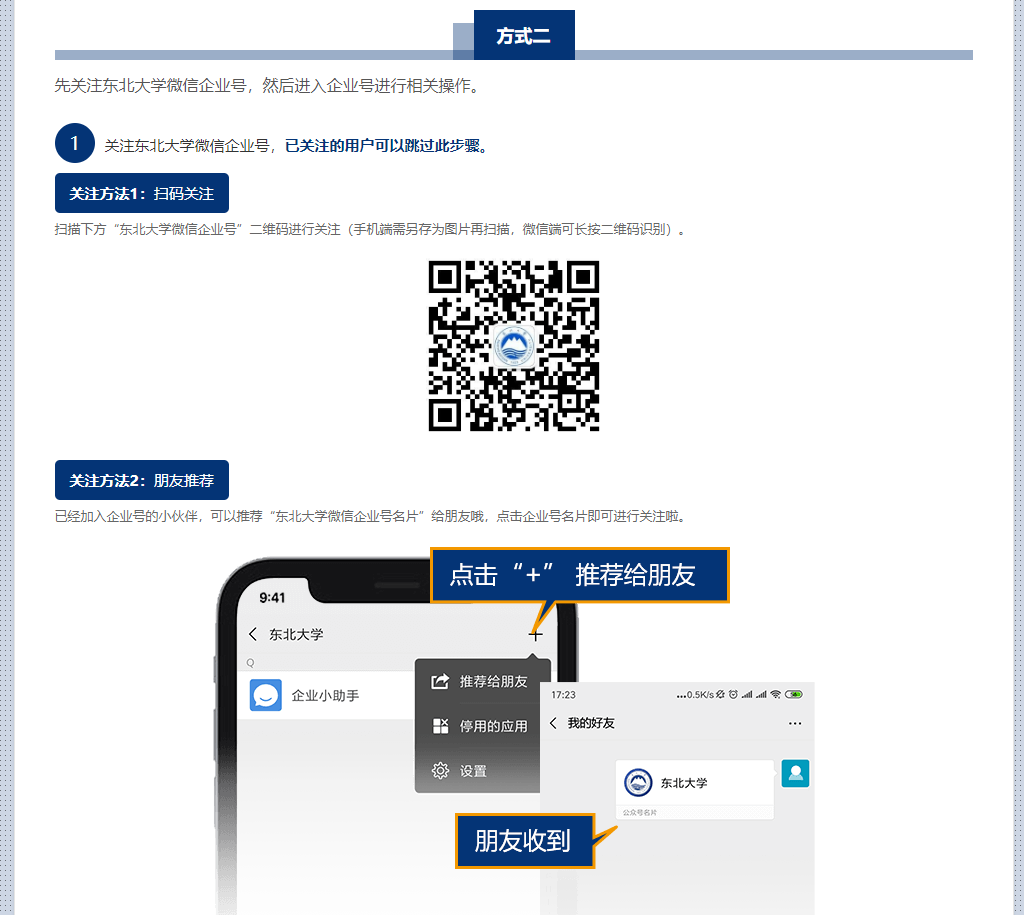 方式二
先关注东北大学微信企业号，然后进入企业号进行相关操作。
1 关注东北大学微信企业号，已关注的用户可以跳过此步骤。
关注方法1：扫码关注
扫描下方“东北大学微信企业号”二维码进行关注（手机端需另存为图片再扫描，微信端可长按二维码识别）。
关注方法2：朋友推荐
已经加入企业号的小伙伴，可以推荐“东北大学微信企业号名片”给朋友哦，点击企业号名片即可进行关注啦。
点击“+” 推荐给朋友
9:41
东北大学
企业小助手
推荐给朋友
停用的应用
设置
17:23
...0.5K/s
我的好友
东北大学
公众号名片
朋友收到